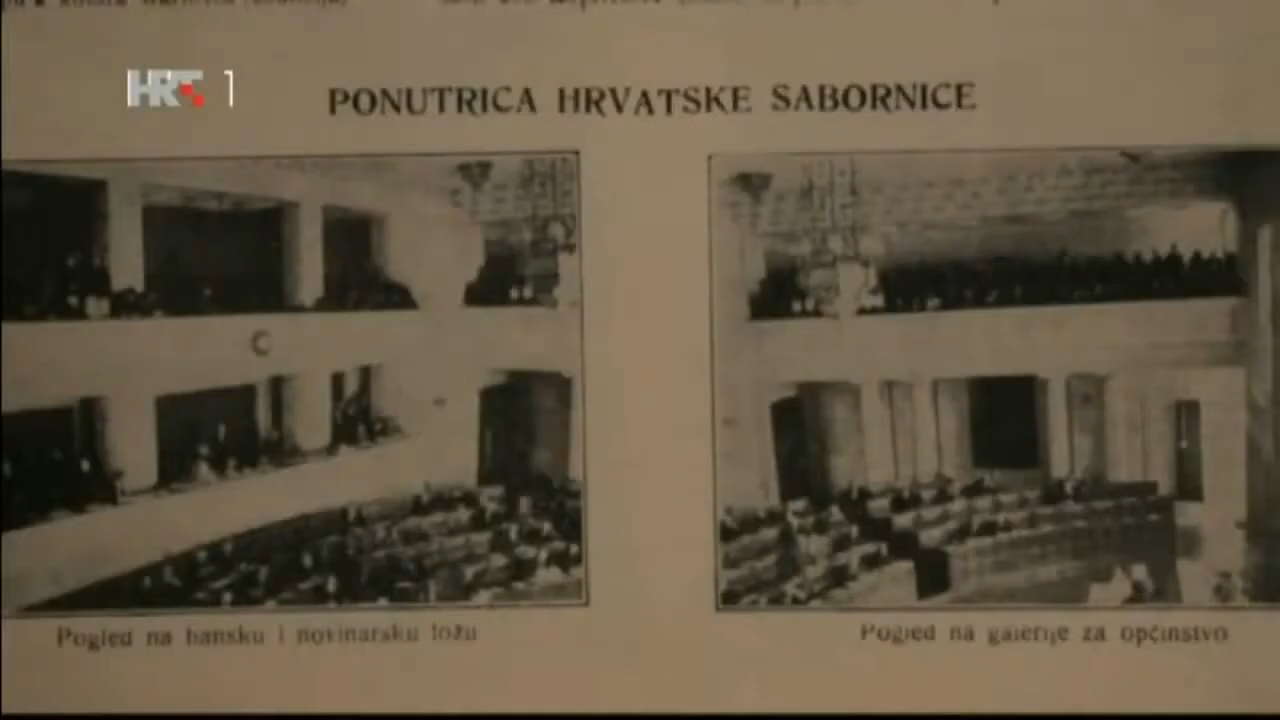 HRT 1
PONUTRICA HRVATSKE SABORNICE
Pogled na bansku i novinarsku ložu
Pogled na galerije za općinstvo